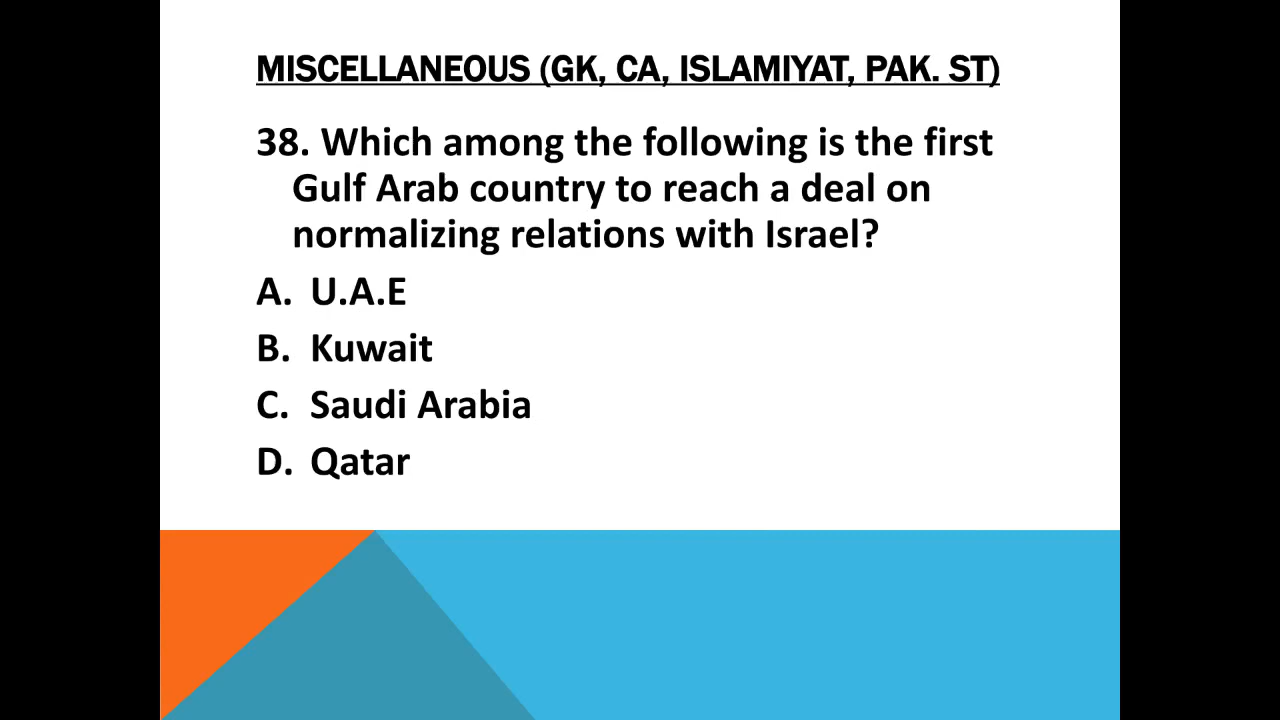 MISCELLANEOUS (GK, CA, ISLAMIYAT, PAK. ST)
38. Which among the following is the first
Gulf Arab country to reach a deal on
normalizing relations with Israel?
A. U.A.E
B. Kuwait
C. Saudi Arabia
D. Qatar